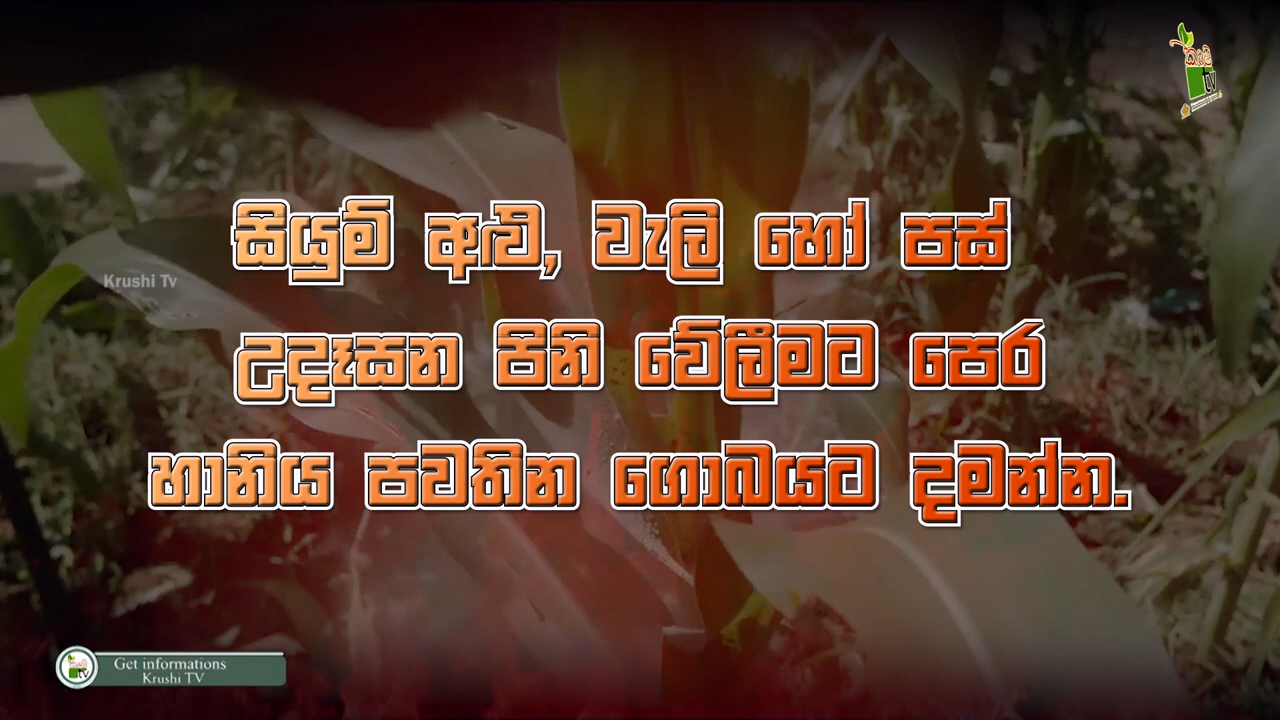 සියුම් අළු, වැලි හෝ පස්
උදෑසන පිනි වේලීමට පෙර
හානිය පවතින ගොබයට දමන්න.
Krushi Tv
Get informations
Krushi TV